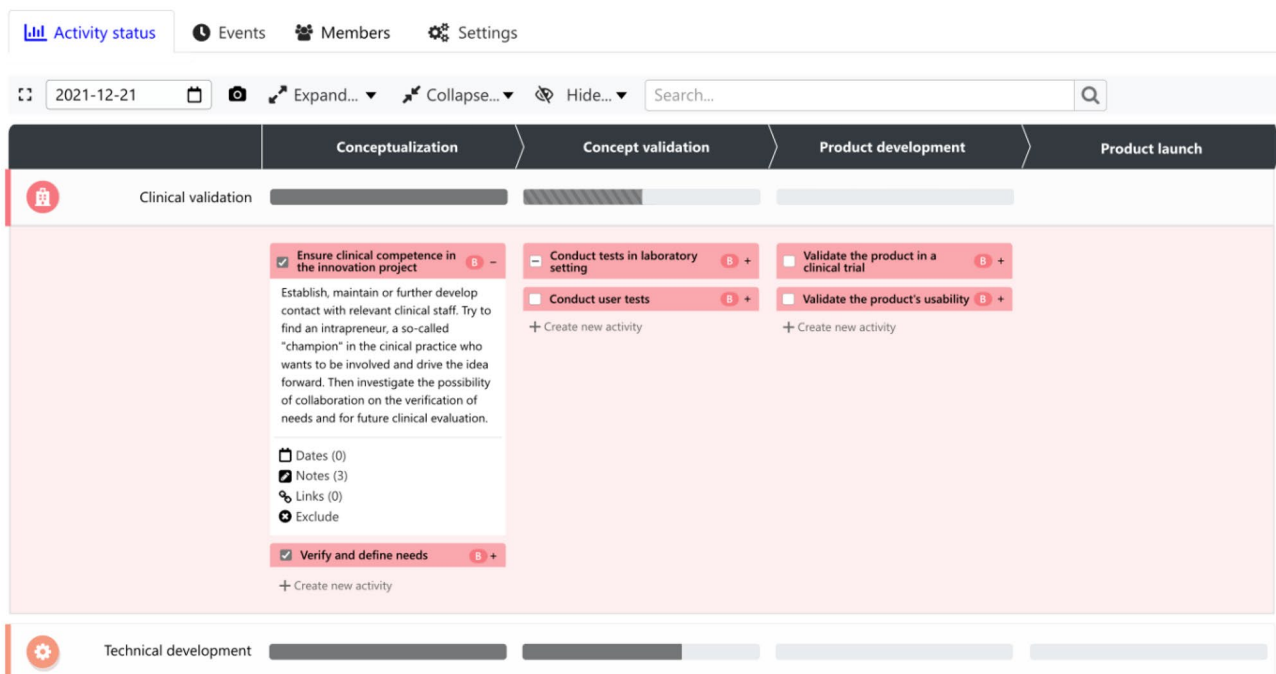 Activity status Events Members Settings
2021-12-21 Expand... Collapse... Hide... Search...
Conceptualization Concept validation Product development Product launch
Clinical validation
Ensure clinical competence in
the innovation project B –
Establish, maintain or further develop
contact with relevant clinical staff. Try to
find an intrapreneur, a so-called
"champion" in the cinical practice who
wants to be involved and drive the idea
forward. Then investigate the possibility
of collaboration on the verification of
needs and for future clinical evaluation.
Dates (0)
Notes (3)
Links (0)
Exclude
Verify and define needs B +
+ Create new activity
Conduct tests in laboratory
setting B +
Conduct user tests B +
+ Create new activity
Validate the product in a
clinical trial B +
Validate the product's usability B +
+ Create new activity
Technical development